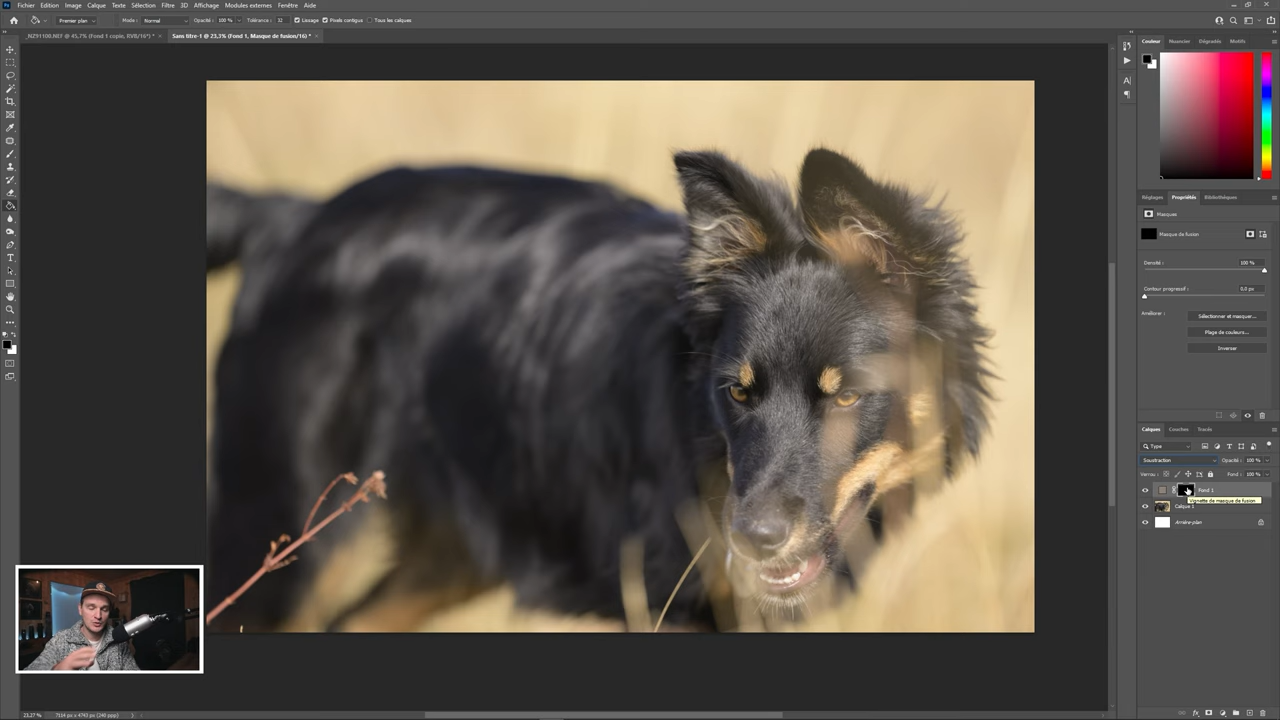 Fichier Edition Image Calque Texte Sélection Filtre 3D Affichage Modules externes Fenêtre Aide
Premier plan Mode : Normal Opacité : 100 % Tolérance : 32 Lissage Pixels contigus Tous les calques
_NZ91108.NEF @ 45,7% (Fond 1 copie, RVB/16*) * × Sans titre-1 @ 23,3% (Fond 1, Masque de fusion/16) * ×
Couleur Nuancier Dégradés Motifs
Réglages Propriétés Bibliothèques
Masques
Masque de fusion
Densité : 100 %
Contour progressif : 0,0 px
Améliorer : Sélectionner et masquer...
Plage de couleurs...
Inverser
Calques Couches Tracés
Type
Soustraction Opacité : 100 %
Verrou : Fond : 100 %
Fond 1
Vignette de masque de fusion
Calque 1
Arrière-plan
23,27 % 7114 px x 4743 px (240 ppp)